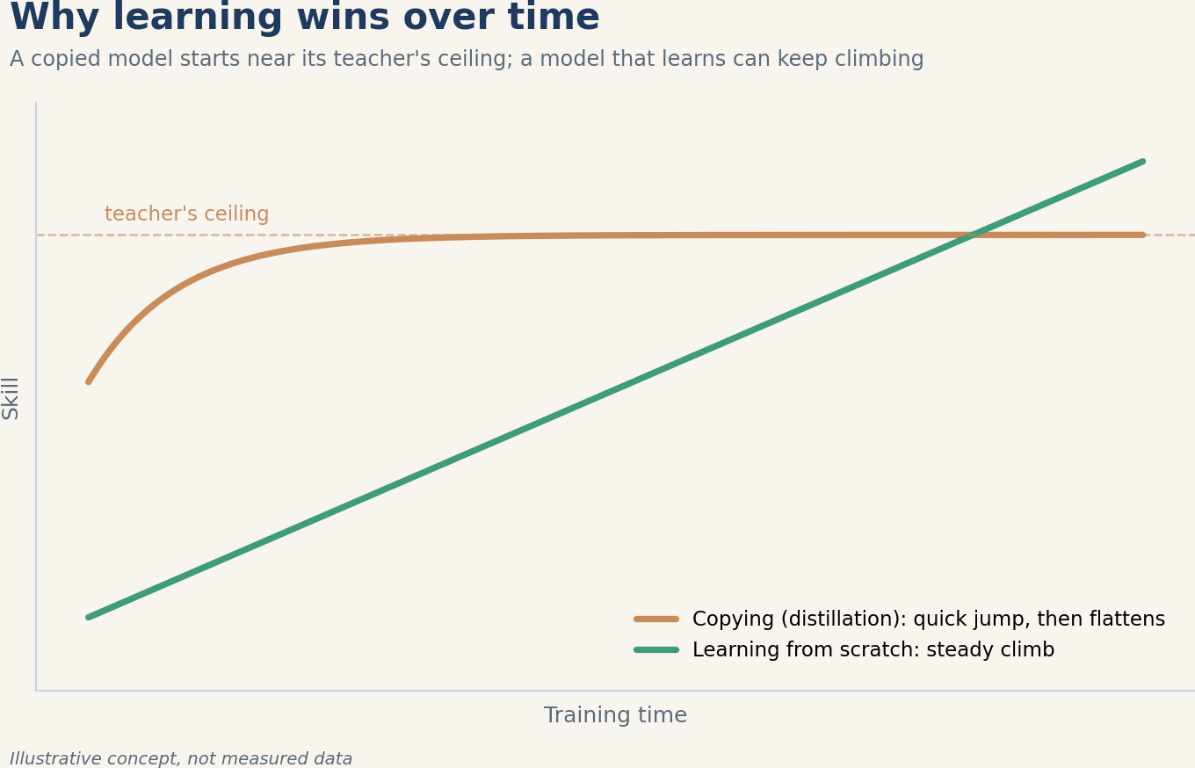 Why learning wins over time
A copied model starts near its teacher's ceiling; a model that learns can keep climbing
teacher's ceiling
Skill
Copying (distillation): quick jump, then flattens
Learning from scratch: steady climb
Training time
Illustrative concept, not measured data